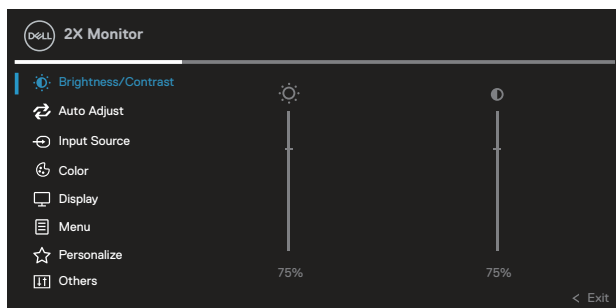 DELL
2X Monitor
Brightness/Contrast
Auto Adjust
Input Source
Color
Display
Menu
Personalize
Others
75%
75%
< Exit